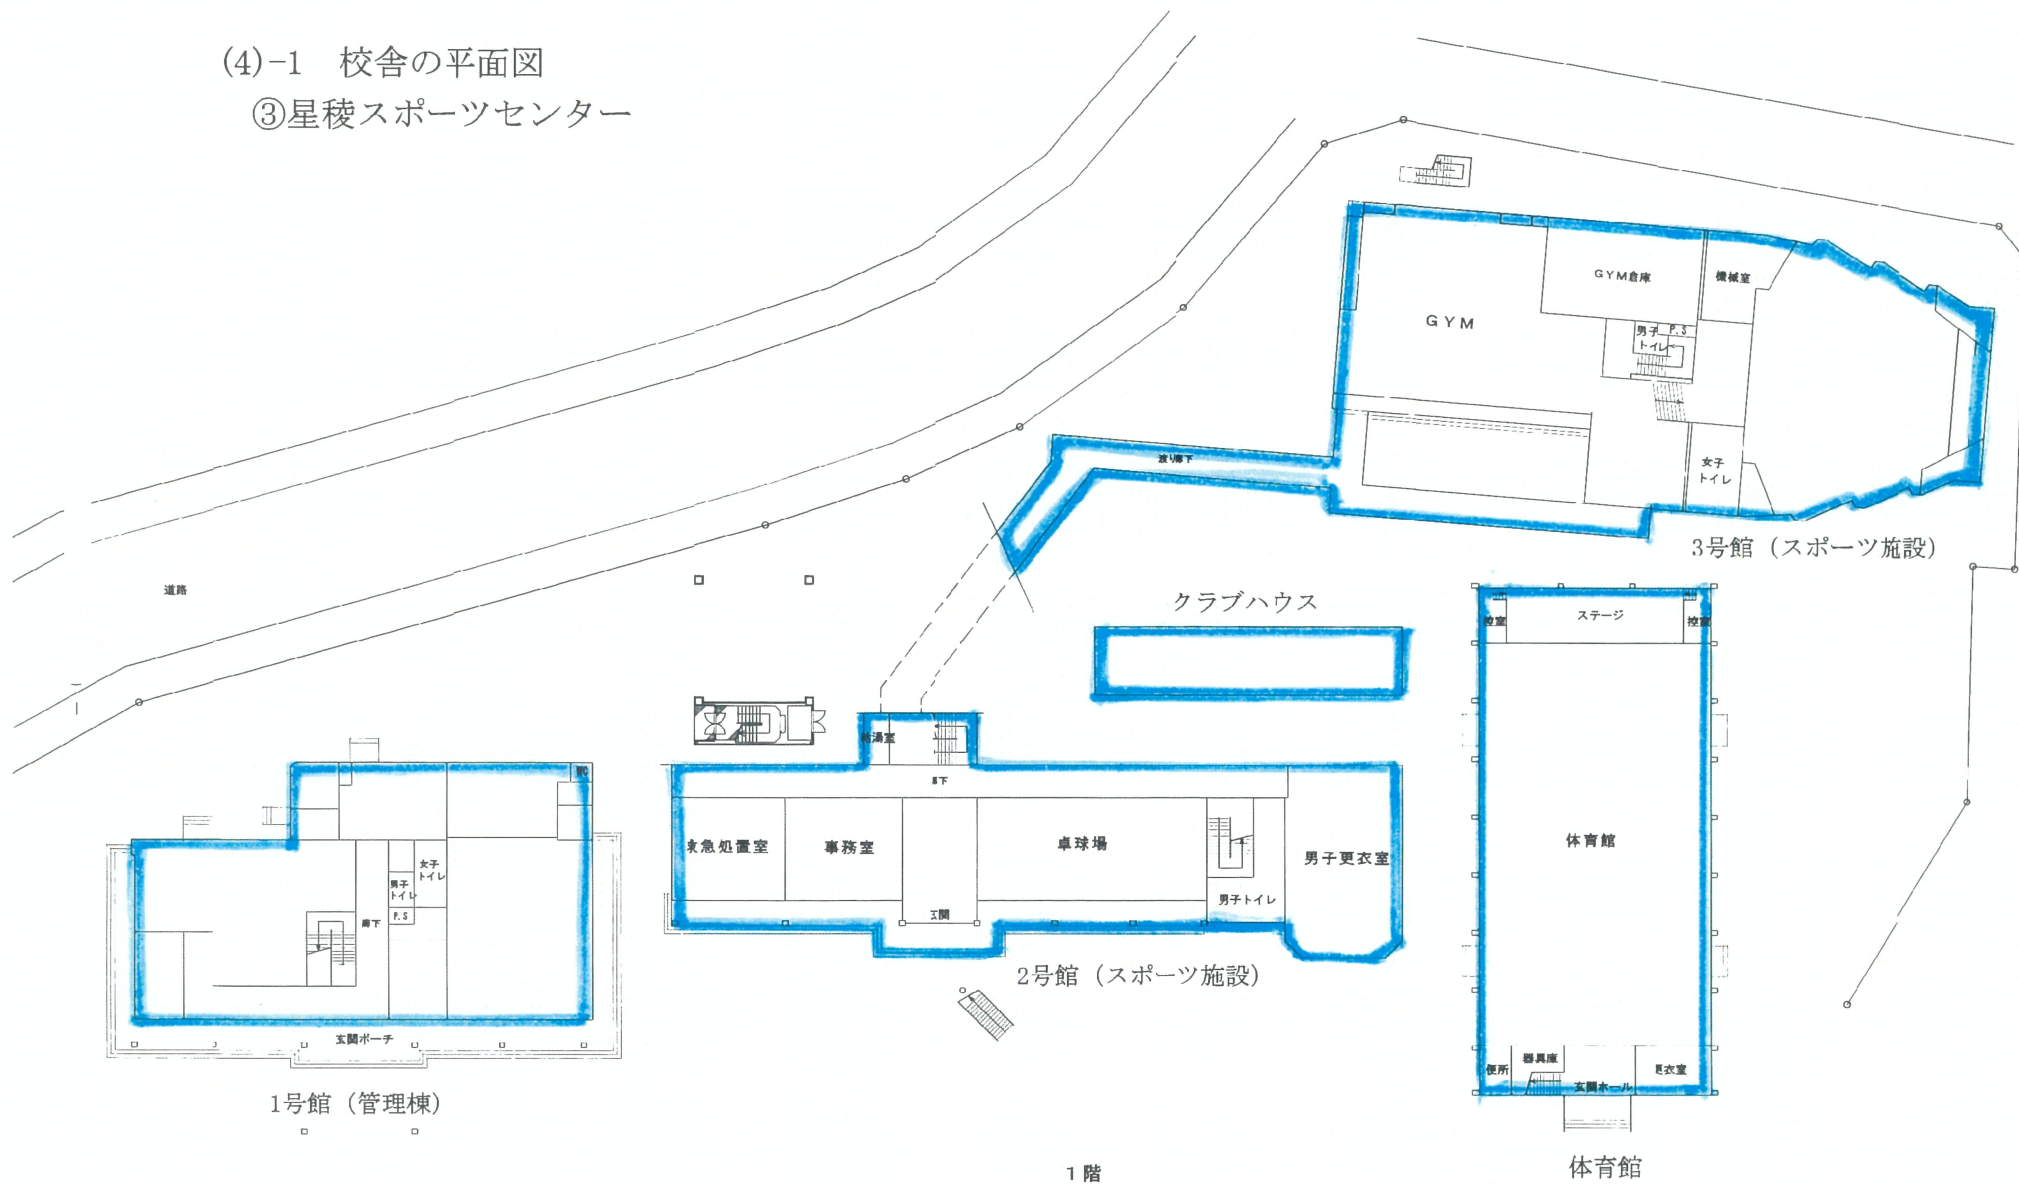 (4)-1 校舎の平面図
③星稜スポーツセンター
GYM倉庫
機械室
GYM
男子
トイレ
P.S
渡り廊下
女子
トイレ
3号館（スポーツ施設）
道路
クラブハウス
控室
ステージ
控室
給湯室
WC
廊下
応急処置室
事務室
卓球場
男子更衣室
体育館
女子
トイレ
男子
トイレ
P.S
廊下
男子トイレ
玄関
2号館（スポーツ施設）
玄関ポーチ
器具庫
便所
更衣室
玄関ホール
1号館（管理棟）
1階
体育館